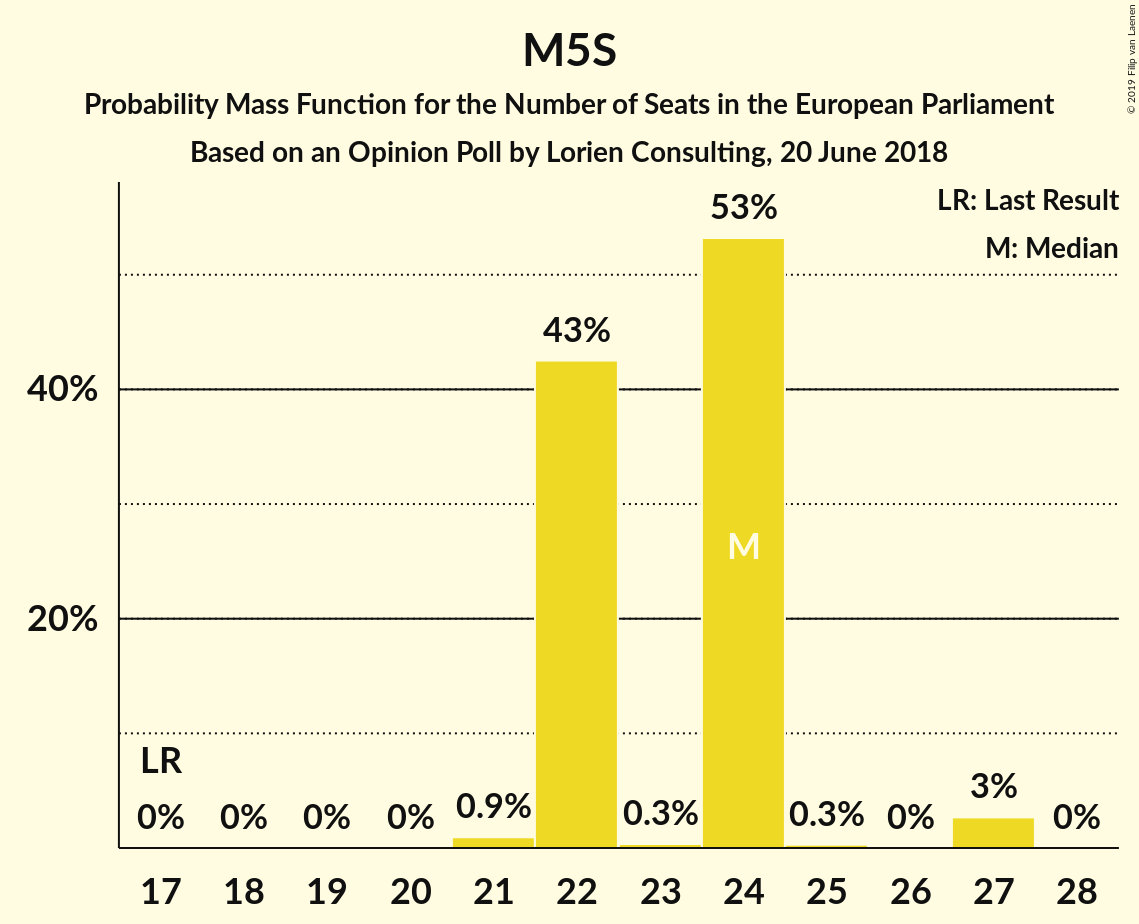 M5S
Probability Mass Function for the Number of Seats in the European Parliament
Based on an Opinion Poll by Lorien Consulting, 20 June 2018
© 2019 Filip van Laenen
LR: Last Result
M: Median
53%
43%
40%
M
20%
LR
0% 0% 0% 0% 0.9% 0.3% 0.3% 0% 3% 0%
17 18 19 20 21 22 23 24 25 26 27 28